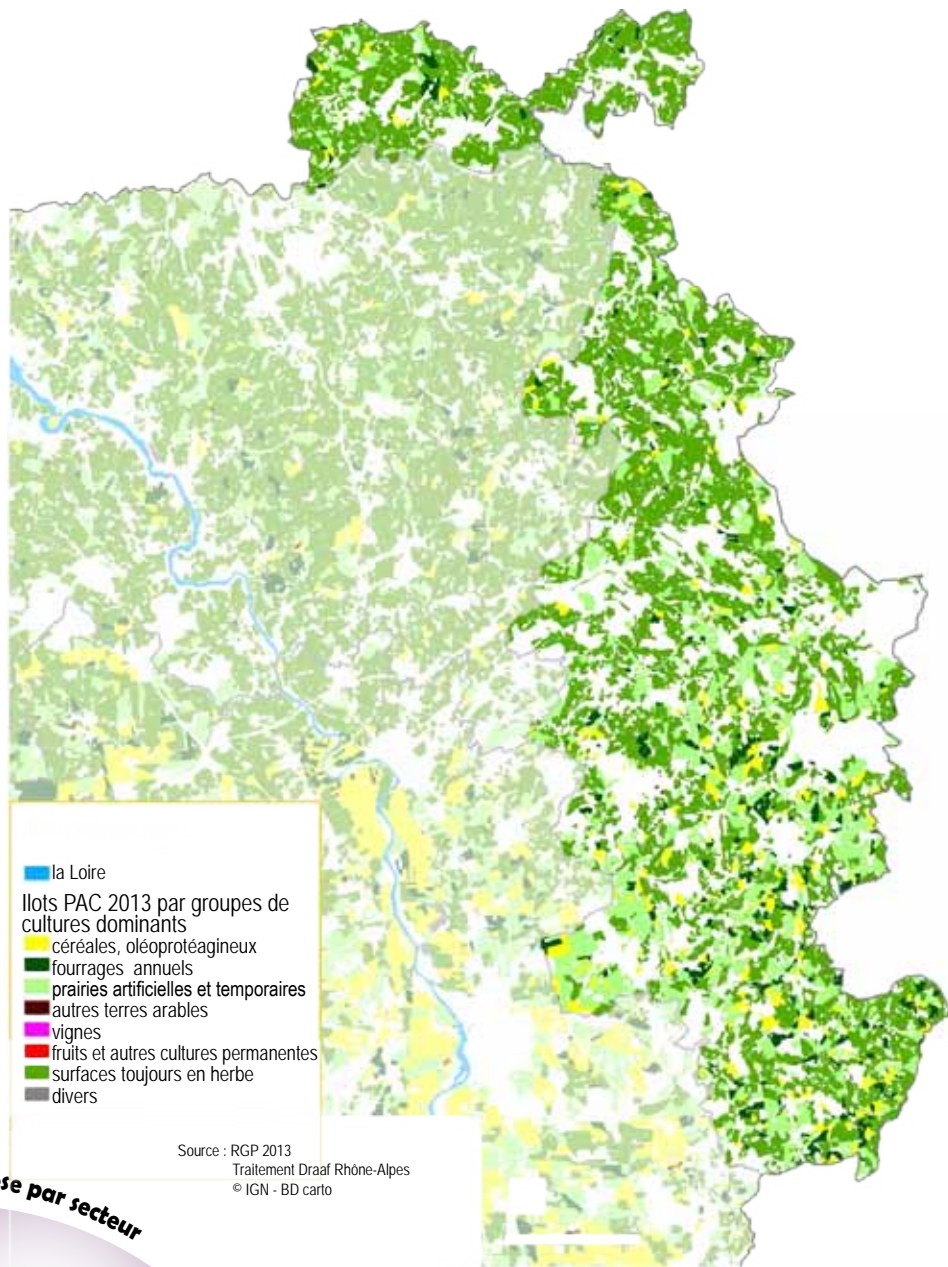 la Loire
Ilots PAC 2013 par groupes de
cultures dominants
céréales, oléoprotéagineux
fourrages annuels
prairies artificielles et temporaires
autres terres arables
vignes
fruits et autres cultures permanentes
surfaces toujours en herbe
divers
Source : RGP 2013
Traitement Draaf Rhône-Alpes
© IGN - BD carto
par secteur